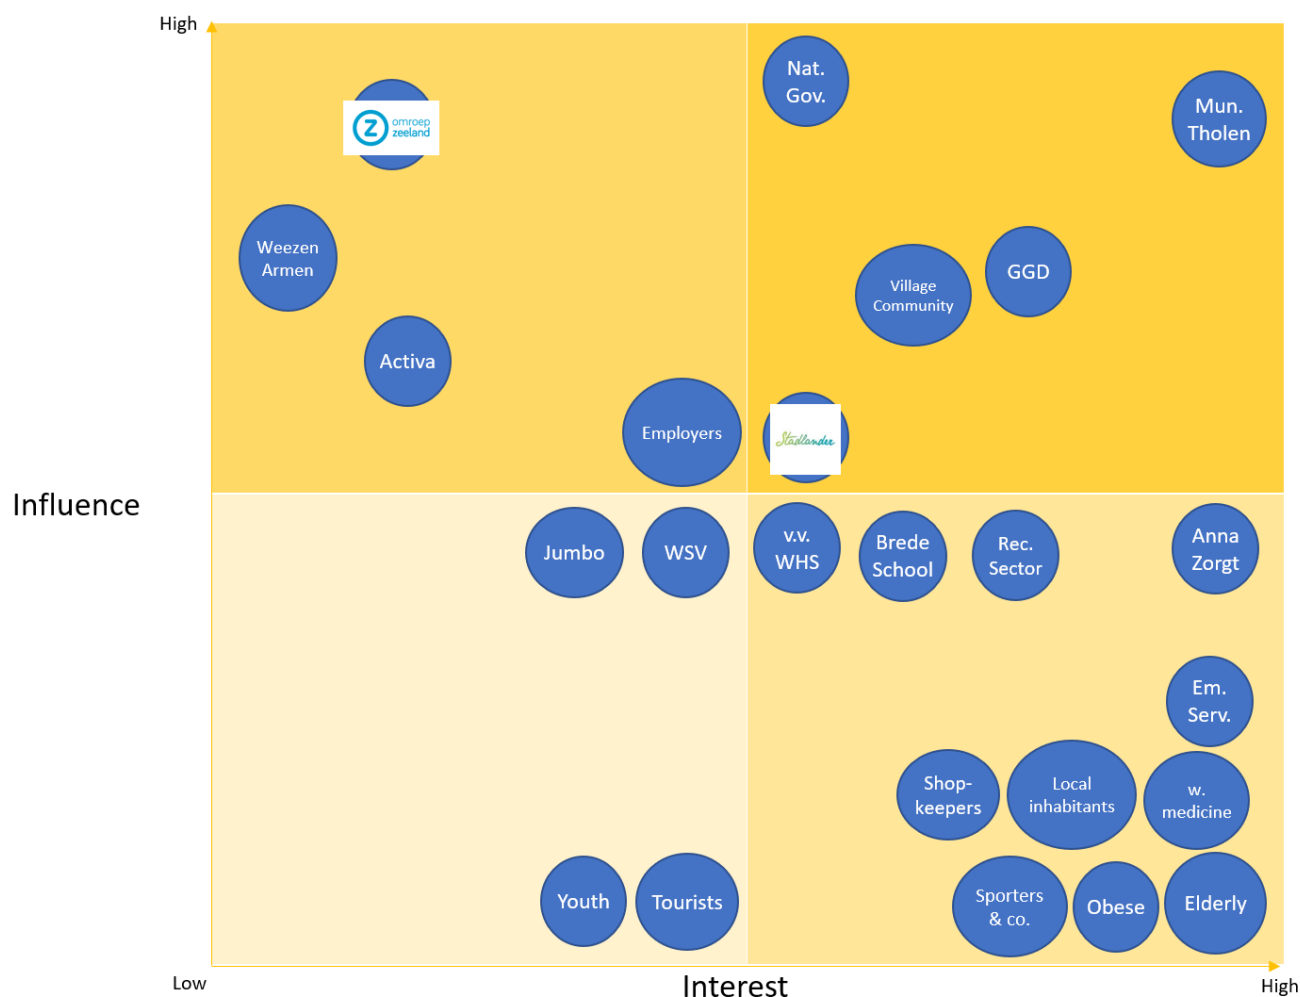 High
Nat.
Gov.
Mun.
Tholen
Z omroep
zeeland
Weezen
Armen
Village
Community
GGD
Activa
Employers
Stadlander
Influence
Jumbo
WSV
v.v.
WHS
Brede
School
Rec.
Sector
Anna
Zorgt
Em.
Serv.
Shop-
keepers
Local
inhabitants
w.
medicine
Youth
Tourists
Sporters
& co.
Obese
Elderly
Low
Interest
High